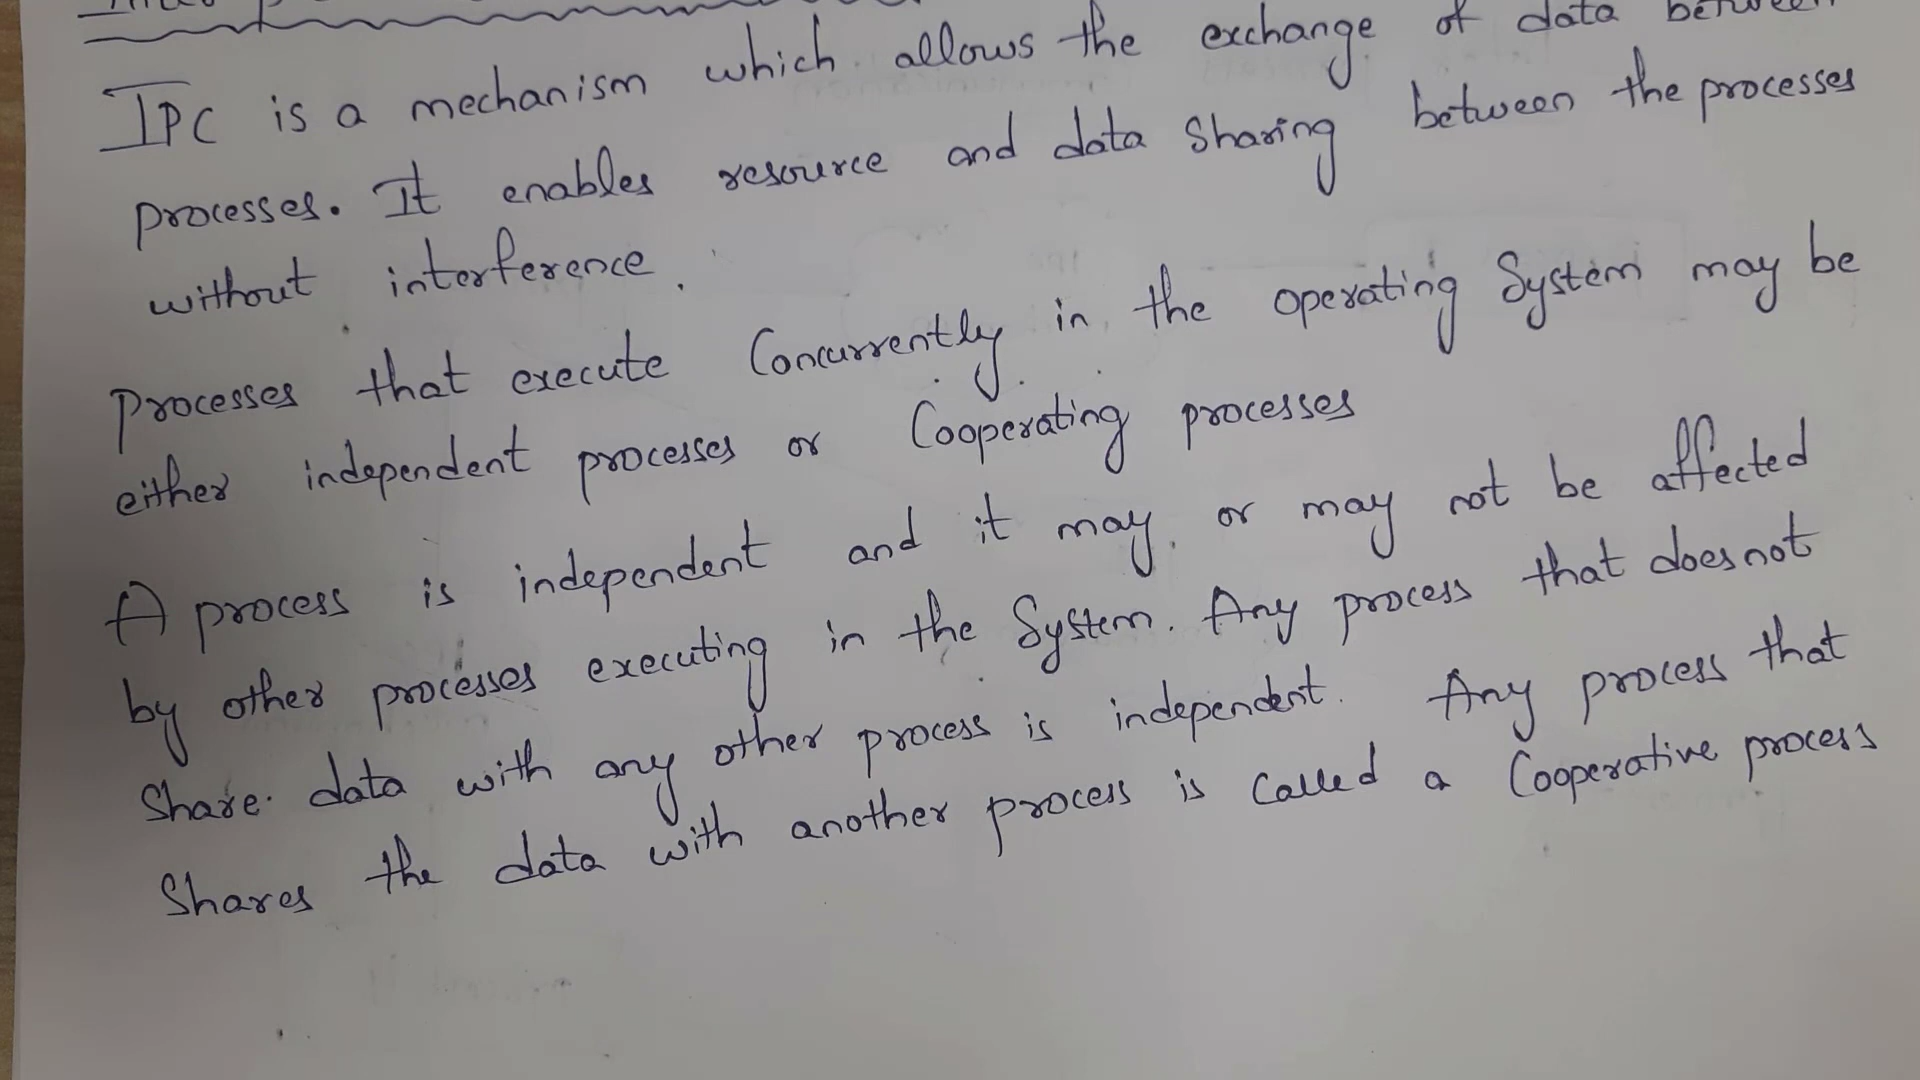 IPC is a mechanism which allows the exchange of data between
processes. It enables resource and data sharing between the processes
without interference.
Processes that execute Concurrently in the operating System may be
either independent processes or Cooperating processes
A process is independent and it may or may not be affected
by other processes executing in the System. Any process that does not
Share data with any other process is independent. Any process that
Shares the data with another process is called a Cooperative process